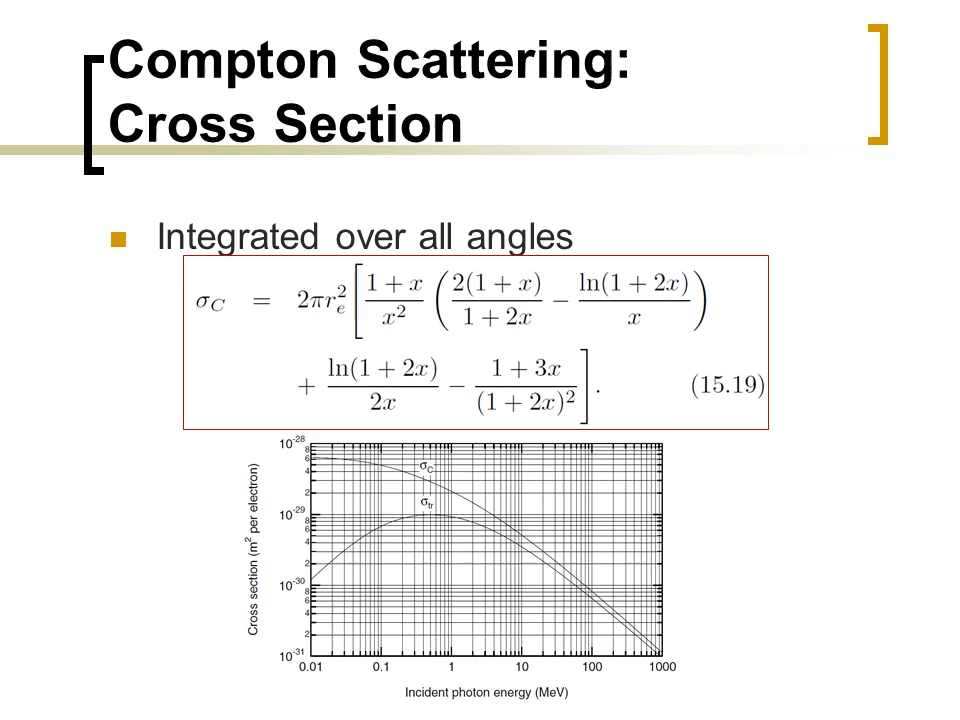 Compton Scattering:
Cross Section
Integrated over all angles
σ_C = 2πr_e^2 [ (1 + x)/x^2 ( 2(1 + x)/(1 + 2x) − ln(1 + 2x)/x )
+ ln(1 + 2x)/(2x) − (1 + 3x)/(1 + 2x)^2 ] . (15.19)
Cross section (m^2 per electron)
10^-28
8
6
4
2
10^-29
8
6
4
2
10^-30
8
6
4
2
10^-31
σ_C
σ_tr
0.01 0.1 1 10 100 1000
Incident photon energy (MeV)